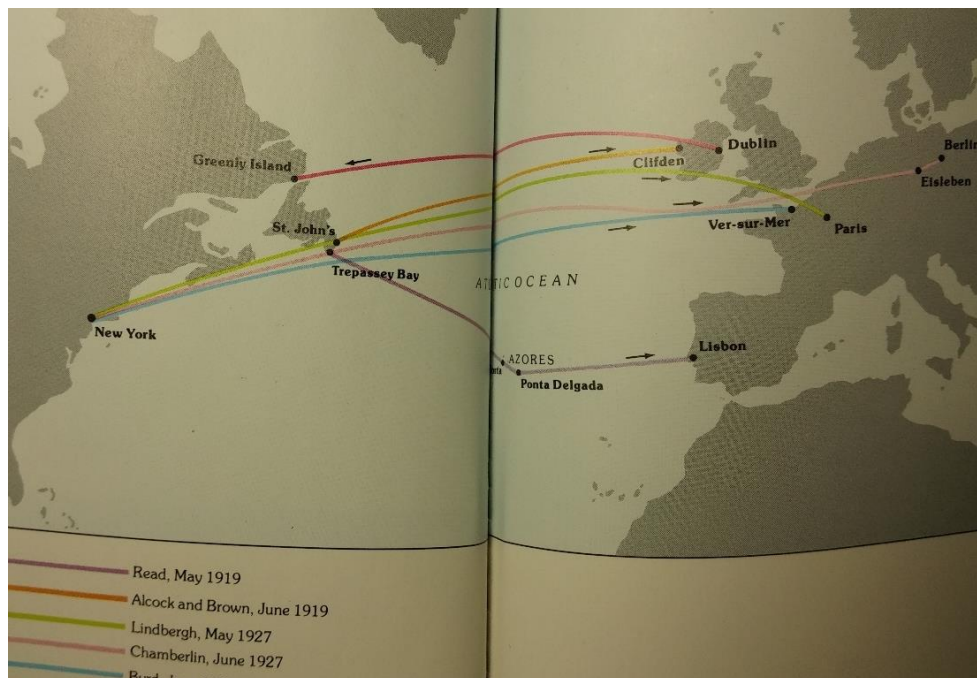 Greenly Island
Clifden
Dublin
Berlin
Eisleben
St. John's
Ver-sur-Mer
Paris
Trepassey Bay
OCEAN
New York
AZORES
Lisbon
Ponta Delgada
Read, May 1919
Alcock and Brown, June 1919
Lindbergh, May 1927
Chamberlin, June 1927